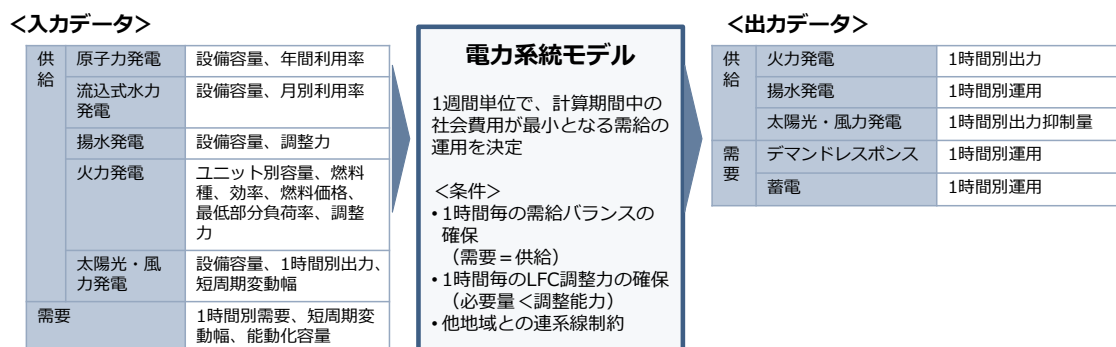 ＜入力データ＞
供給
原子力発電
設備容量、年間利用率
流込式水力
発電
設備容量、月別利用率
揚水発電
設備容量、調整力
火力発電
ユニット別容量、燃料
種、効率、燃料価格、
最低部分負荷率、調整
力
太陽光・風
力発電
設備容量、1時間別出力、
短周期変動幅
需要
1時間別需要、短周期変
動幅、能動化容量
電力系統モデル
1週間単位で、計算期間中の
社会費用が最小となる需給の
運用を決定
＜条件＞
• 1時間毎の需給バランスの
確保
（需要＝供給）
• 1時間毎のLFC調整力の確保
（必要量＜調整能力）
• 他地域との連系線制約
＜出力データ＞
供給
火力発電
1時間別出力
揚水発電
1時間別運用
太陽光・風力発電
1時間別出力抑制量
需要
デマンドレスポンス
1時間別運用
蓄電
1時間別運用